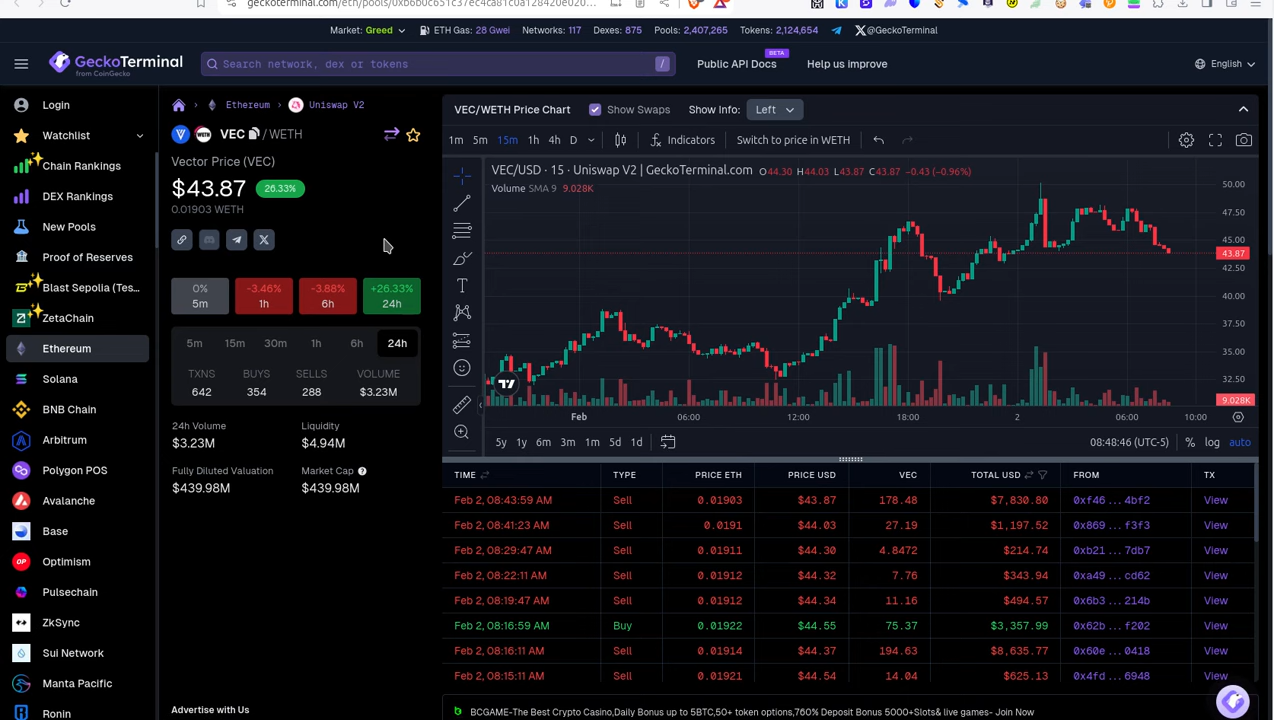 geckoterminal.com/eth/pools/0xb6b0c651c37ec4ca81c0a128420e020...
Market: Greed ETH Gas: 28 Gwei Networks: 117 Dexes: 875 Pools: 2,407,265 Tokens: 2,124,654 @GeckoTerminal
GeckoTerminal
from CoinGecko
Search network, dex or tokens /
Public API Docs BETA
Help us improve
English
Login
Watchlist
Chain Rankings
DEX Rankings
New Pools
Proof of Reserves
Blast Sepolia (Tes...
ZetaChain
Ethereum
Solana
BNB Chain
Arbitrum
Polygon POS
Avalanche
Base
Optimism
Pulsechain
ZkSync
Sui Network
Manta Pacific
Ronin
Ethereum Uniswap V2
VEC / WETH
Vector Price (VEC)
$43.87 26.33%
0.01903 WETH
0% -3.46% -3.88% +26.33%
5m 1h 6h 24h
5m 15m 30m 1h 6h 24h
TXNS BUYS SELLS VOLUME
642 354 288 $3.23M
24h Volume Liquidity
$3.23M $4.94M
Fully Diluted Valuation Market Cap
$439.98M $439.98M
Advertise with Us
VEC/WETH Price Chart Show Swaps Show Info: Left
1m 5m 15m 1h 4h D Indicators Switch to price in WETH
VEC/USD · 15 · Uniswap V2 | GeckoTerminal.com O44.30 H44.03 L43.87 C43.87 -0.43 (-0.96%)
Volume SMA 9 9.028K
50.00
47.50
45.00
43.87
42.50
40.00
37.50
35.00
32.50
9.028K
Feb 06:00 12:00 18:00 2 06:00 10:00
5y 1y 6m 3m 1m 5d 1d 08:48:46 (UTC-5) % log auto
TIME TYPE PRICE ETH PRICE USD VEC TOTAL USD FROM TX
Feb 2, 08:43:59 AM Sell 0.01903 $43.87 178.48 $7,830.80 0xf46 ... 4bf2 View
Feb 2, 08:41:23 AM Sell 0.0191 $44.03 27.19 $1,197.52 0x869 ... f3f3 View
Feb 2, 08:29:47 AM Sell 0.01911 $44.30 4.8472 $214.74 0xb21 ... 7db7 View
Feb 2, 08:22:11 AM Sell 0.01911 $44.32 7.76 $343.94 0xa49 ... cd62 View
Feb 2, 08:19:47 AM Sell 0.01912 $44.34 11.16 $494.57 0x6b3 ... 214b View
Feb 2, 08:16:59 AM Buy 0.01922 $44.55 75.37 $3,357.99 0x62b ... f202 View
Feb 2, 08:16:11 AM Sell 0.01914 $44.37 194.63 $8,635.77 0x60e ... 0418 View
Feb 2, 08:15:11 AM Sell 0.01921 $44.54 14.04 $625.13 0x4fd ... 6948 View
BCGAME-The Best Crypto Casino,Daily Bonus up to 5BTC,50+ token options,760% Deposit Bonus 5000+Slots& live games- Join Now